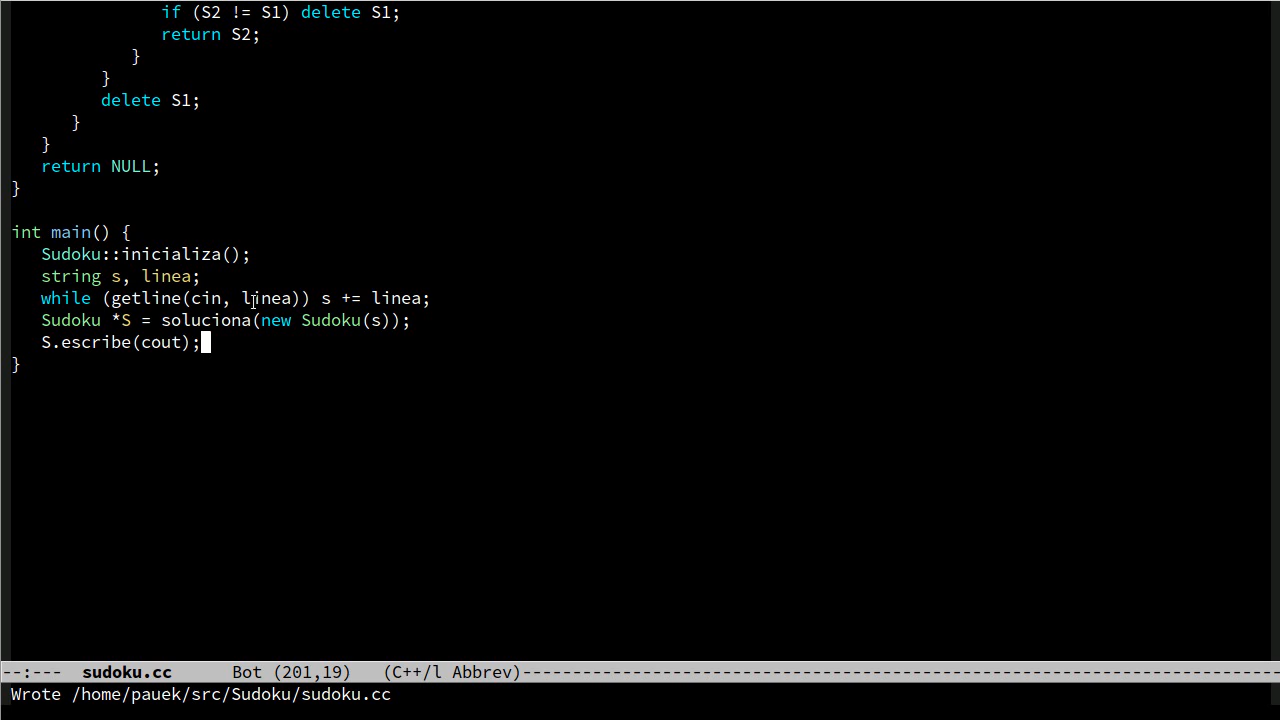 if (S2 != S1) delete S1;
return S2;
}
}
delete S1;
}
}
return NULL;
}
int main() {
Sudoku::inicializa();
string s, linea;
while (getline(cin, linea)) s += linea;
Sudoku *S = soluciona(new Sudoku(s));
S.escribe(cout);
}
--:--- sudoku.cc Bot (201,19) (C++/l Abbrev)---------------------------------------------------------------------------
Wrote /home/pauek/src/Sudoku/sudoku.cc